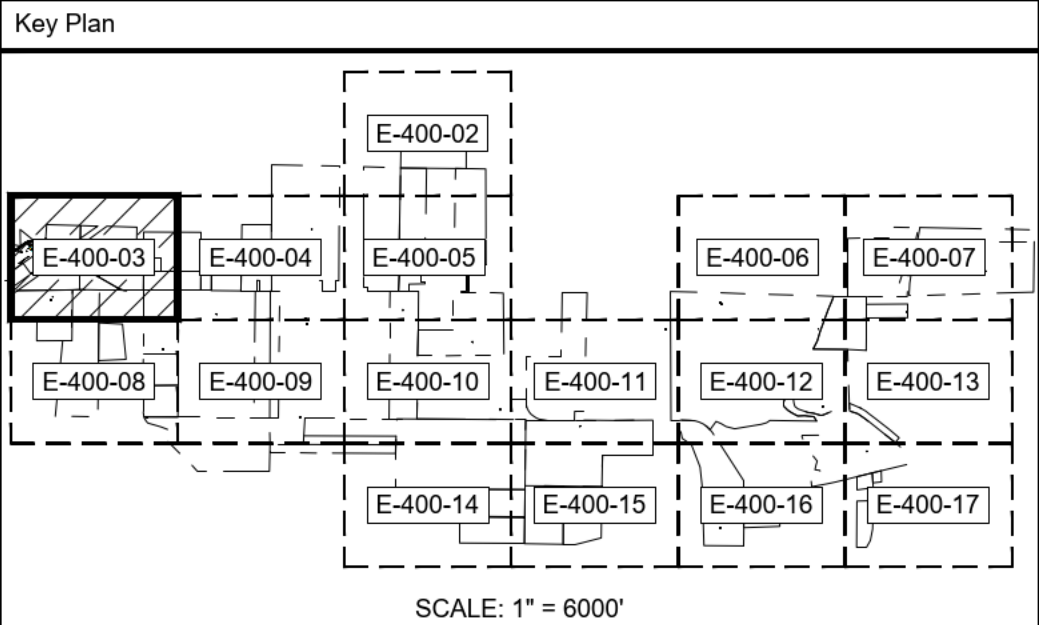 Key Plan
E-400-02
E-400-03
E-400-04
E-400-05
E-400-06
E-400-07
E-400-08
E-400-09
E-400-10
E-400-11
E-400-12
E-400-13
E-400-14
E-400-15
E-400-16
E-400-17
SCALE: 1" = 6000'